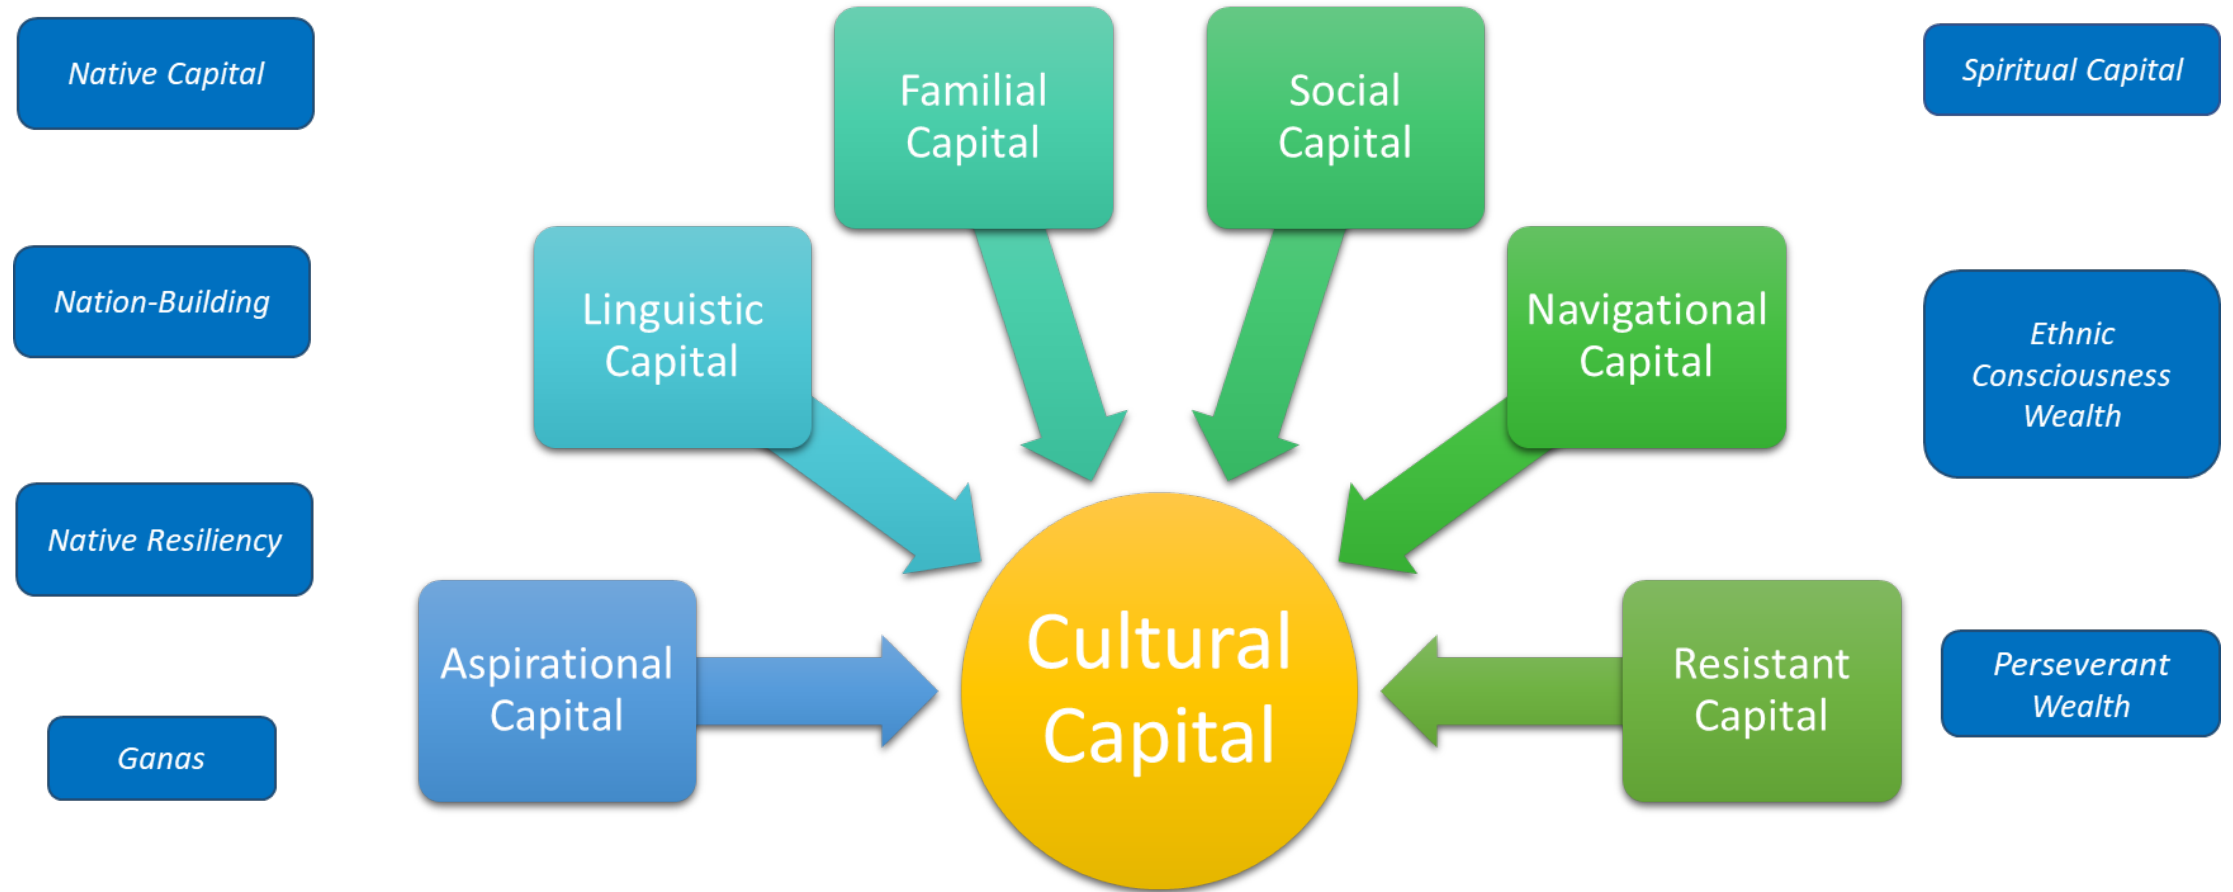 Native Capital
Nation-Building
Native Resiliency
Ganas
Aspirational
Capital
Linguistic
Capital
Familial
Capital
Social
Capital
Navigational
Capital
Resistant
Capital
Cultural
Capital
Spiritual Capital
Ethnic
Consciousness
Wealth
Perseverant
Wealth